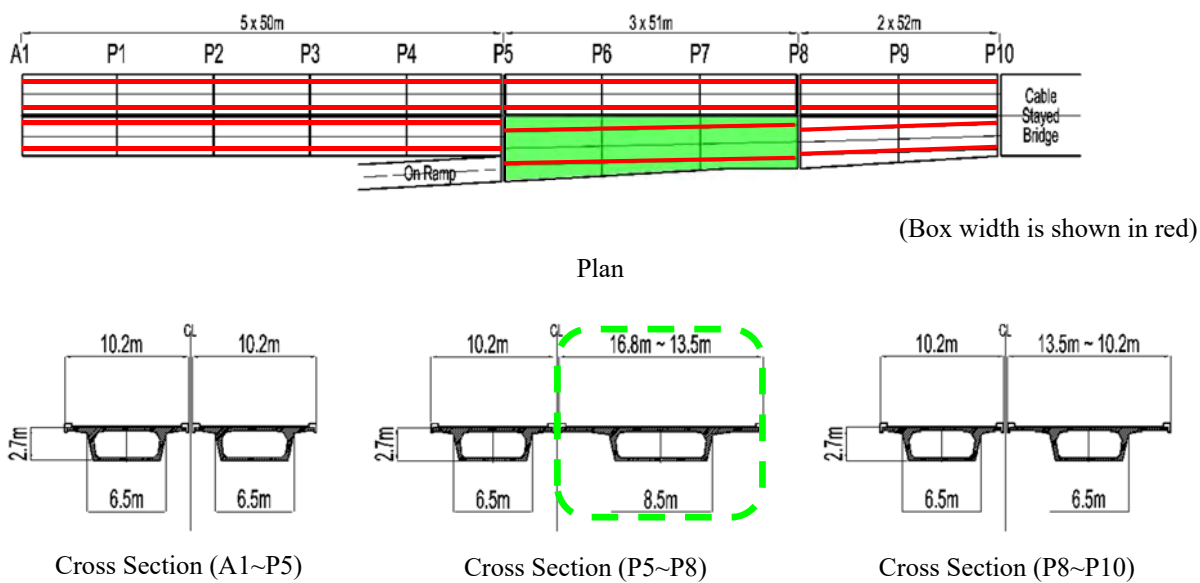 5 x 50m 3 x 51m 2 x 52m
A1 P1 P2 P3 P4 P5 P6 P7 P8 P9 P10
Cable
Stayed
Bridge
On Ramp
(Box width is shown in red)
Plan
10.2m CL 10.2m
2.7m
6.5m 6.5m
Cross Section (A1~P5)
10.2m CL 16.8m ~ 13.5m
2.7m
6.5m 8.5m
Cross Section (P5~P8)
10.2m CL 13.5m ~ 10.2m
2.7m
6.5m 6.5m
Cross Section (P8~P10)